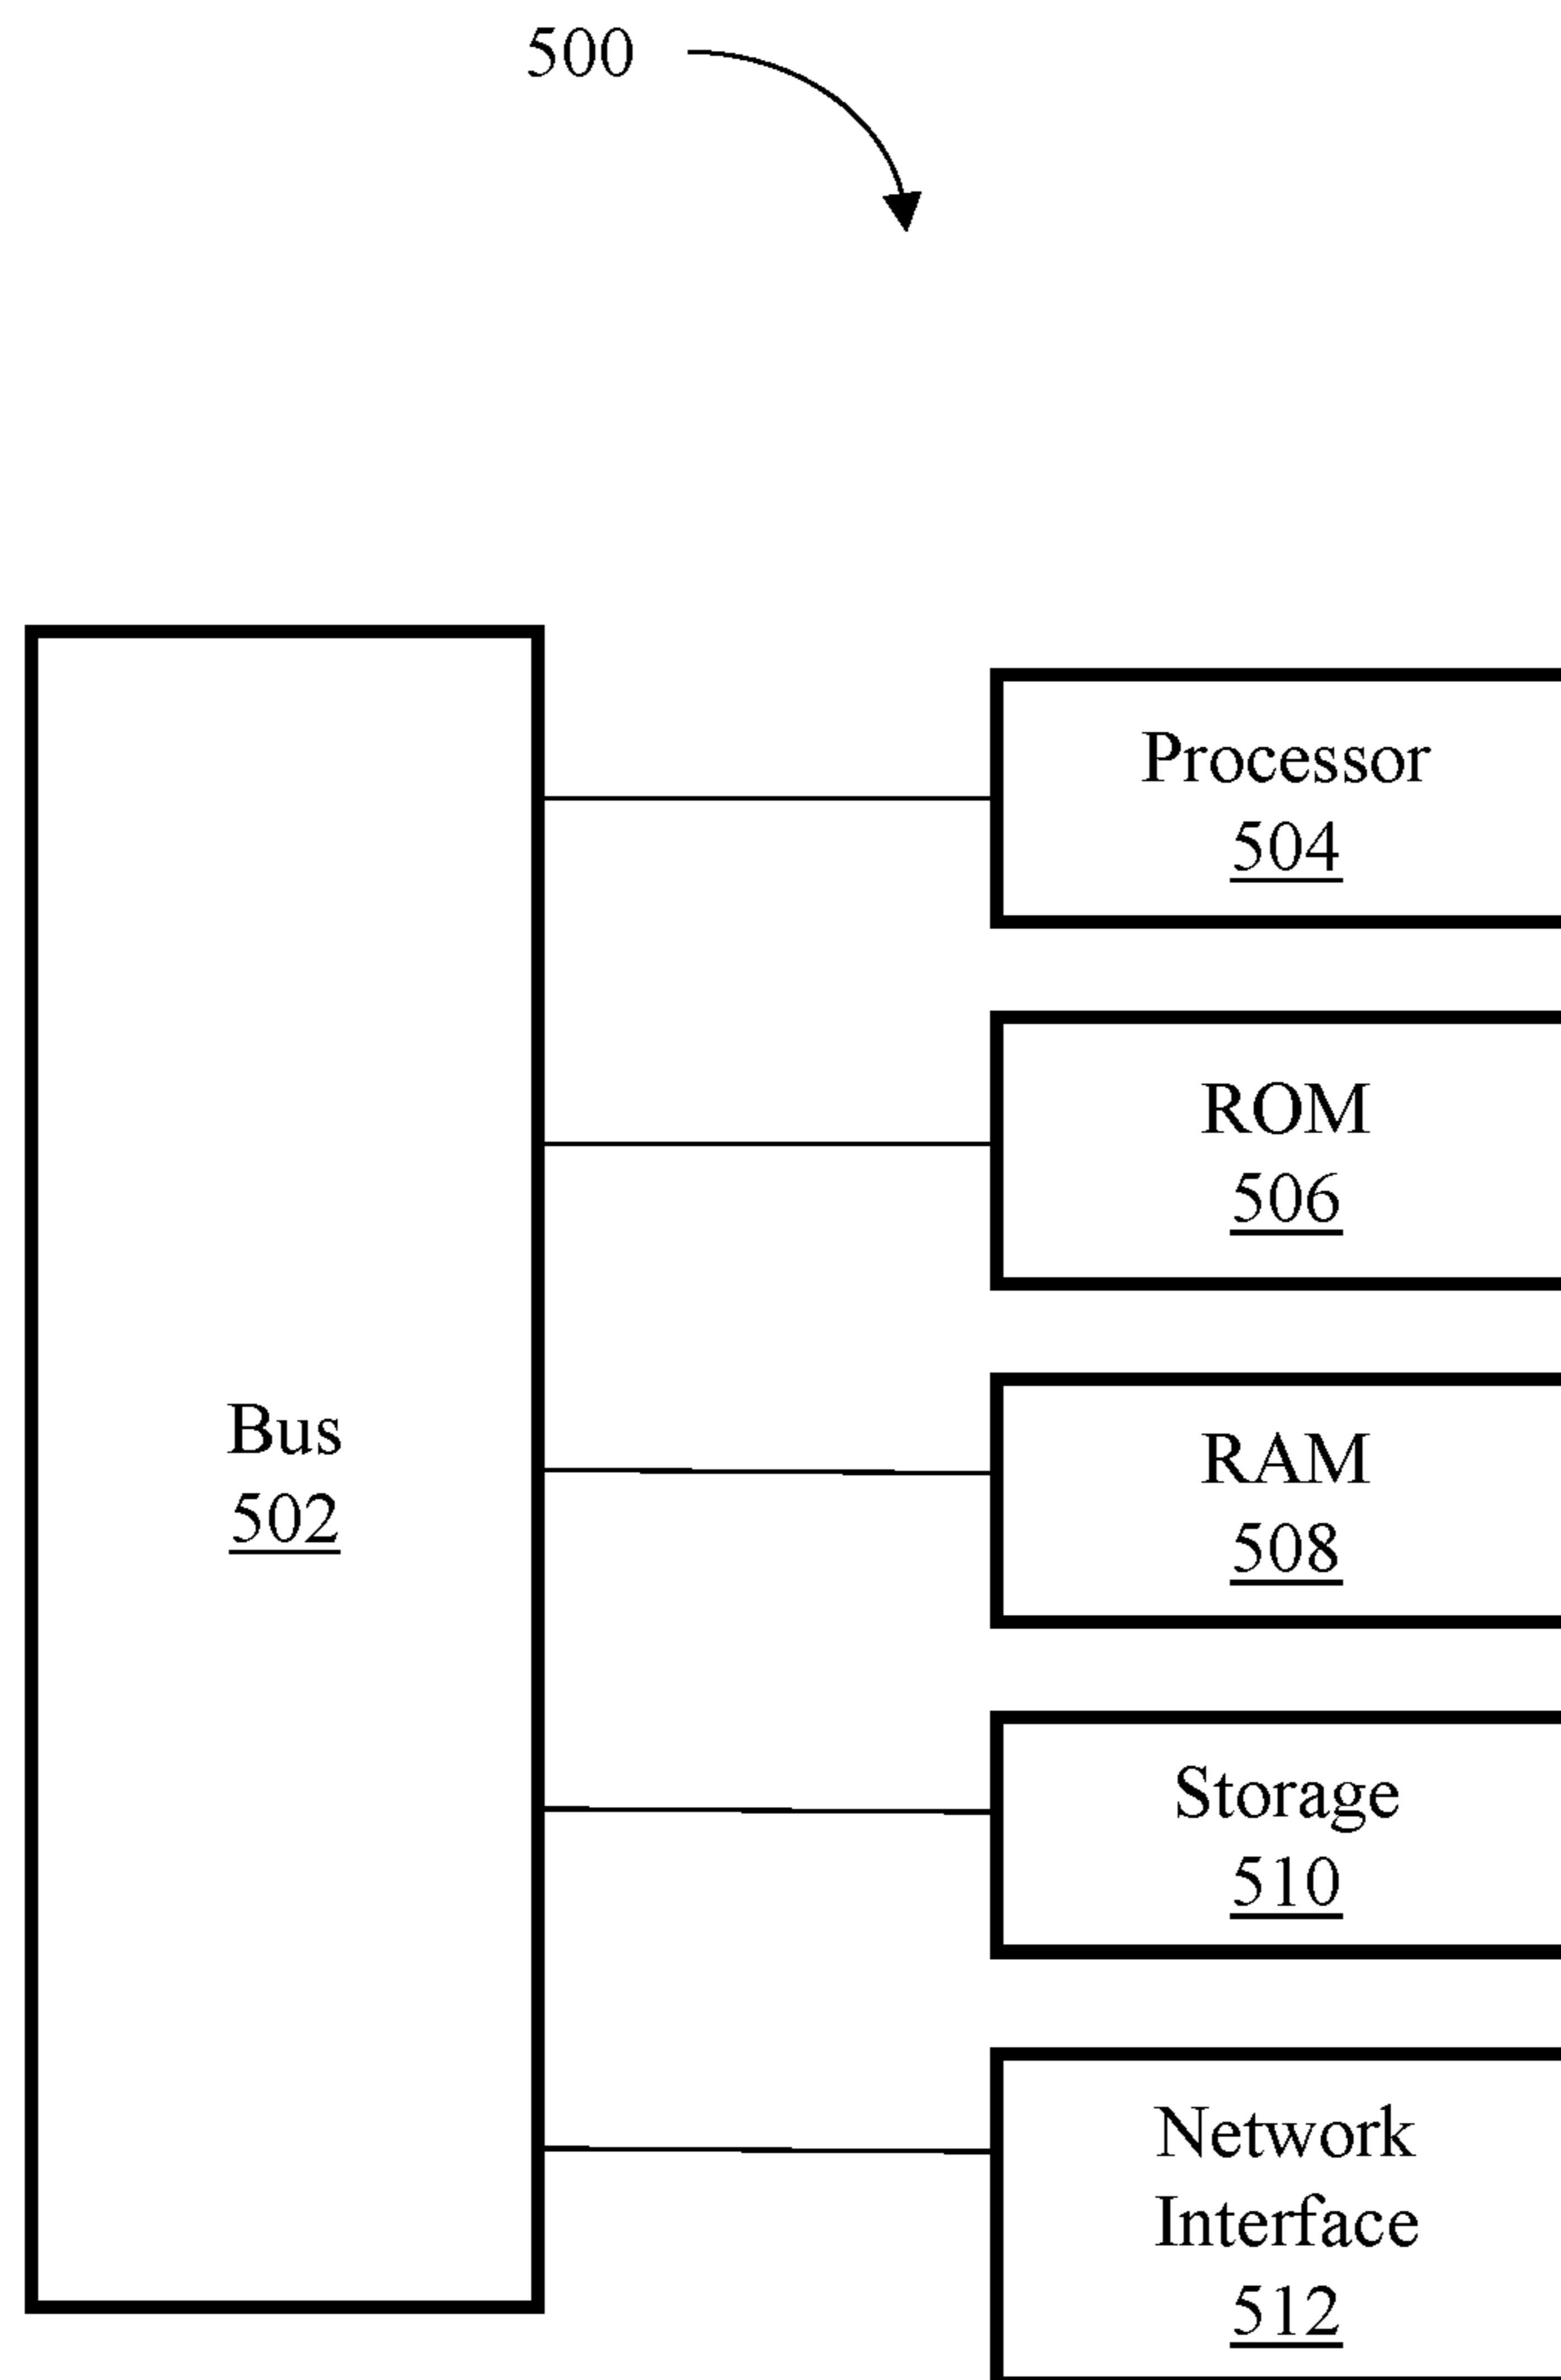 500
Processor
504
ROM
506
Bus
502
RAM
508
Storage
510
Network
Interface
512